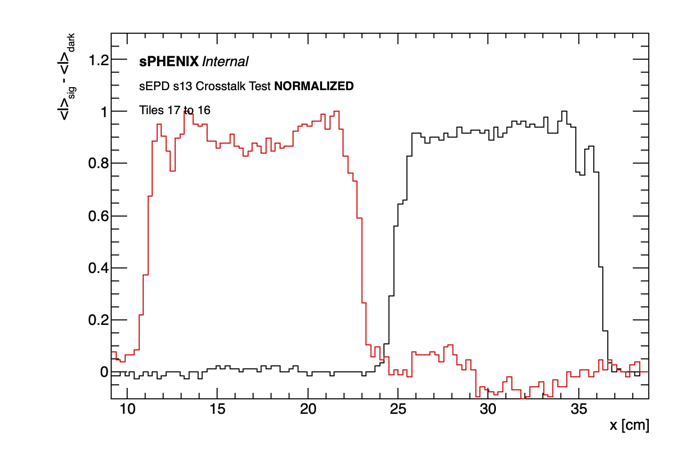 <I>sig - <I>dark
sPHENIX Internal
sEPD s13 Crosstalk Test NORMALIZED
Tiles 17 to 16
1.2
1
0.8
0.6
0.4
0.2
0
10 15 20 25 30 35
x [cm]